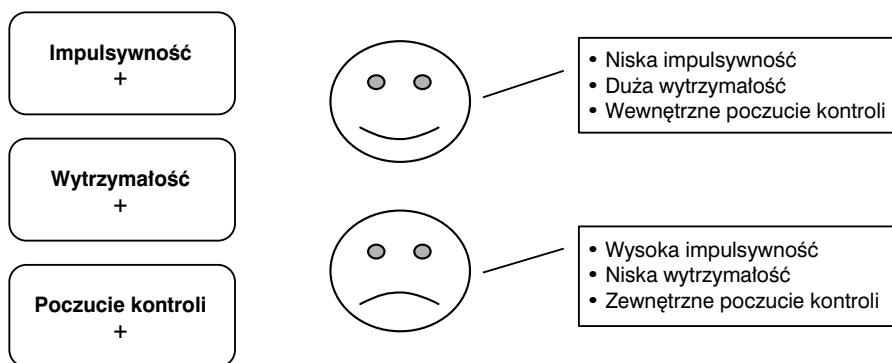 Impulsywność
+
Wytrzymałość
+
Poczucie kontroli
+
• Niska impulsywność
• Duża wytrzymałość
• Wewnętrzne poczucie kontroli
• Wysoka impulsywność
• Niska wytrzymałość
• Zewnętrzne poczucie kontroli